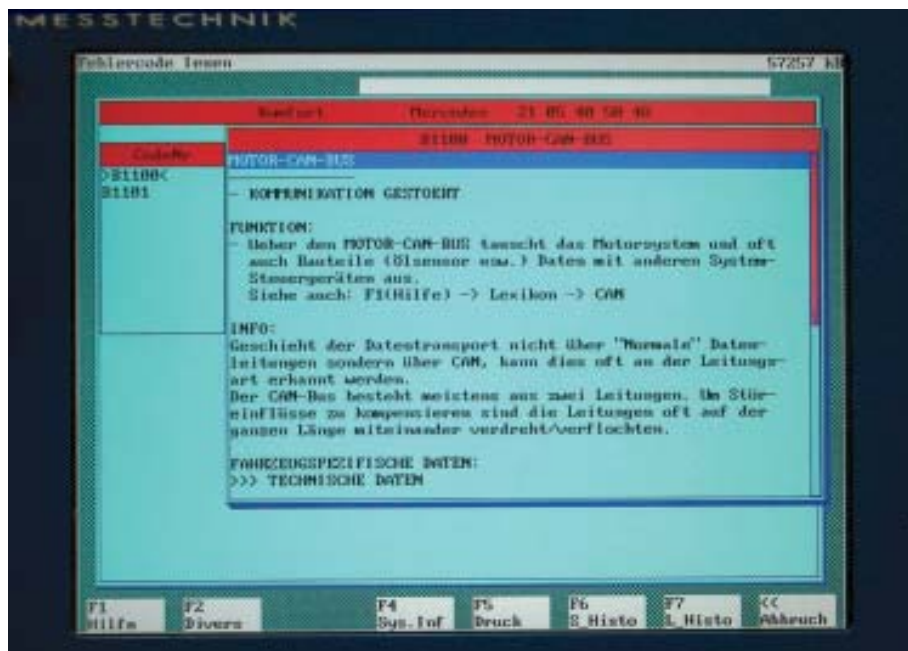 MESSTECHNIK
Fehlercode lesen 57257 kB
Komfort Mercedes 21 05 40 50 40
B1100 MOTOR-CAN-BUS
CodeNr
MOTOR-CAN-BUS
>B1100<
B1101
- KOMMUNIKATION GESTOERT
FUNKTION:
- Ueber den MOTOR-CAN-BUS tauscht das Motorsystem und oft
auch Bauteile (Ölsensor usw.) Daten mit anderen System-
Steuergeräten aus.
Siehe auch: F1(Hilfe) -> Lexikon -> CAN
INFO:
Geschieht der Datestransport nicht über "Normale" Daten-
leitungen sondern über CAN, kann dies oft an der Leitungs-
art erkannt werden.
Der CAN-Bus besteht meistens aus zwei Leitungen. Um Stör-
einflüsse zu kompensieren sind die Leitungen oft auf der
ganzen Länge miteinander verdreht/verflochten.
FAHRZEUGSPEZIFISCHE DATEN:
>>> TECHNISCHE DATEN
F1 F2 F4 F5 F6 F7 <<
Hilfe Divers Sys.Inf Druck S_Histo L_Histo Abbruch